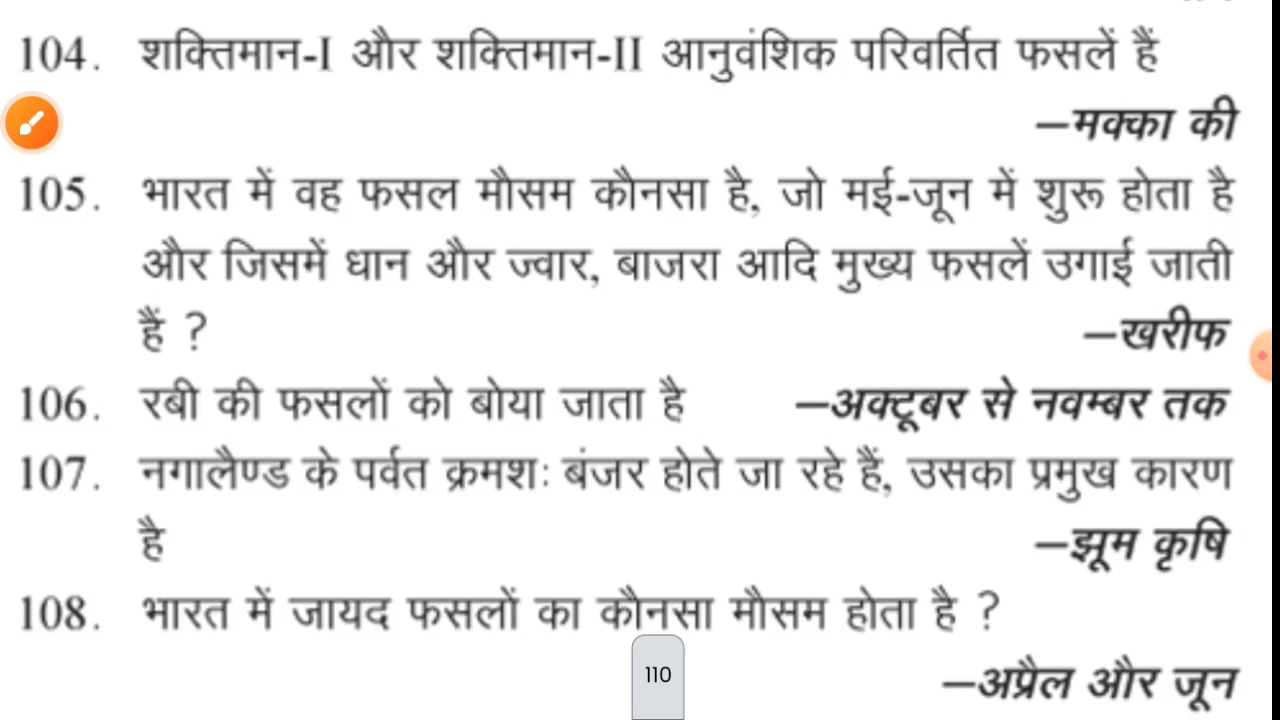 104. शक्तिमान-I और शक्तिमान-II आनुवंशिक परिवर्तित फसलें हैं
–मक्का की
105. भारत में वह फसल मौसम कौनसा है, जो मई-जून में शुरू होता है
और जिसमें धान और ज्वार, बाजरा आदि मुख्य फसलें उगाई जाती
हैं ? –खरीफ
106. रबी की फसलों को बोया जाता है –अक्टूबर से नवम्बर तक
107. नगालैण्ड के पर्वत क्रमशः बंजर होते जा रहे हैं, उसका प्रमुख कारण
है –झूम कृषि
108. भारत में जायद फसलों का कौनसा मौसम होता है ?
110
–अप्रैल और जून